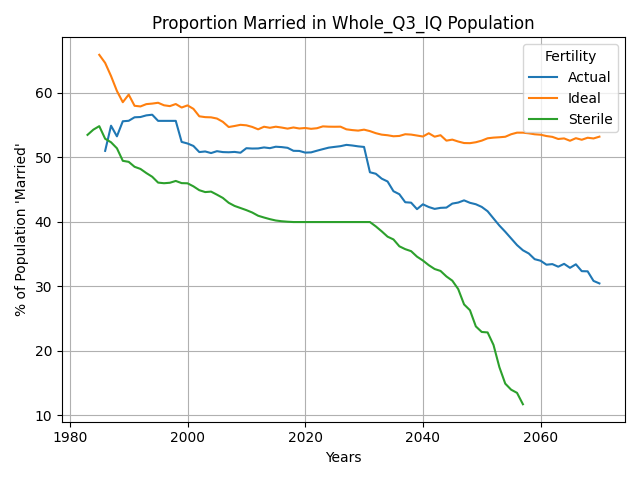 Proportion Married in Whole_Q3_IQ Population
% of Population 'Married'
60
50
40
30
20
10
1980
2000
2020
2040
2060
Years
Fertility
Actual
Ideal
Sterile